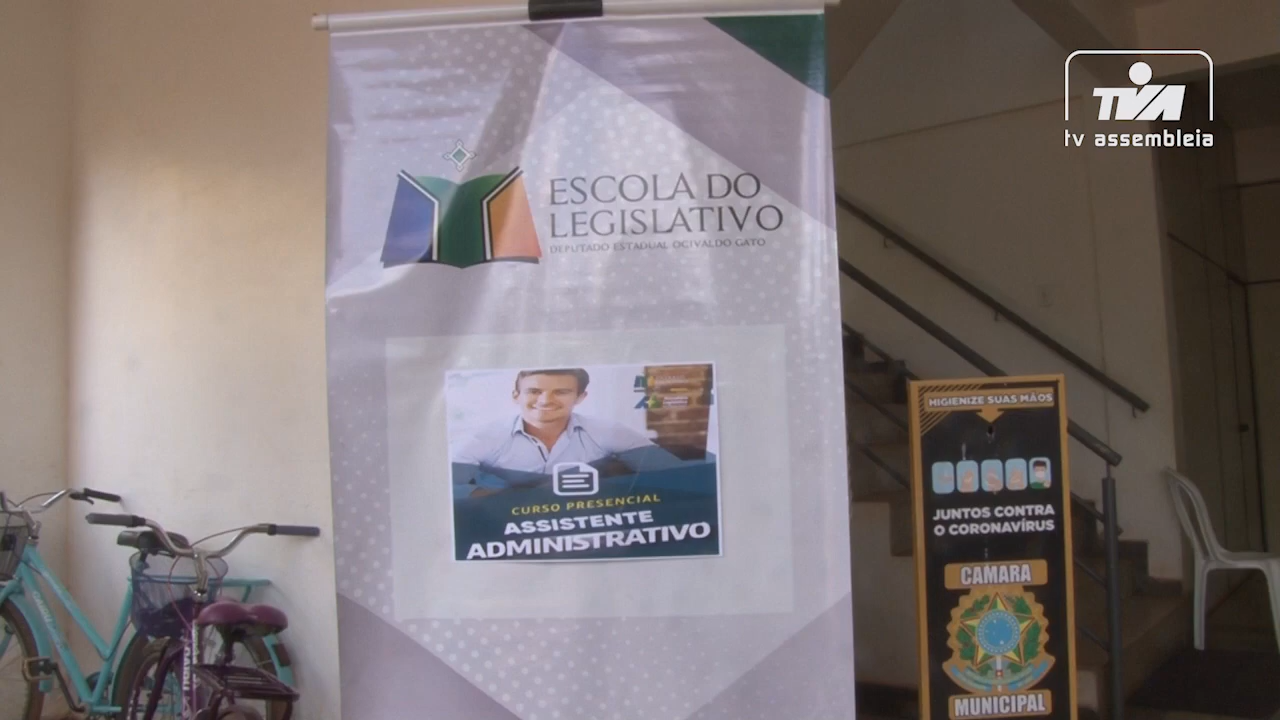 TVA
tv assembleia
ESCOLA DO
LEGISLATIVO
DEPUTADO ESTADUAL OCIVALDO GATO
CURSO PRESENCIAL
ASSISTENTE
ADMINISTRATIVO
HIGIENIZE SUAS MÃOS
JUNTOS CONTRA
O CORONAVÍRUS
CAMARA
MUNICIPAL